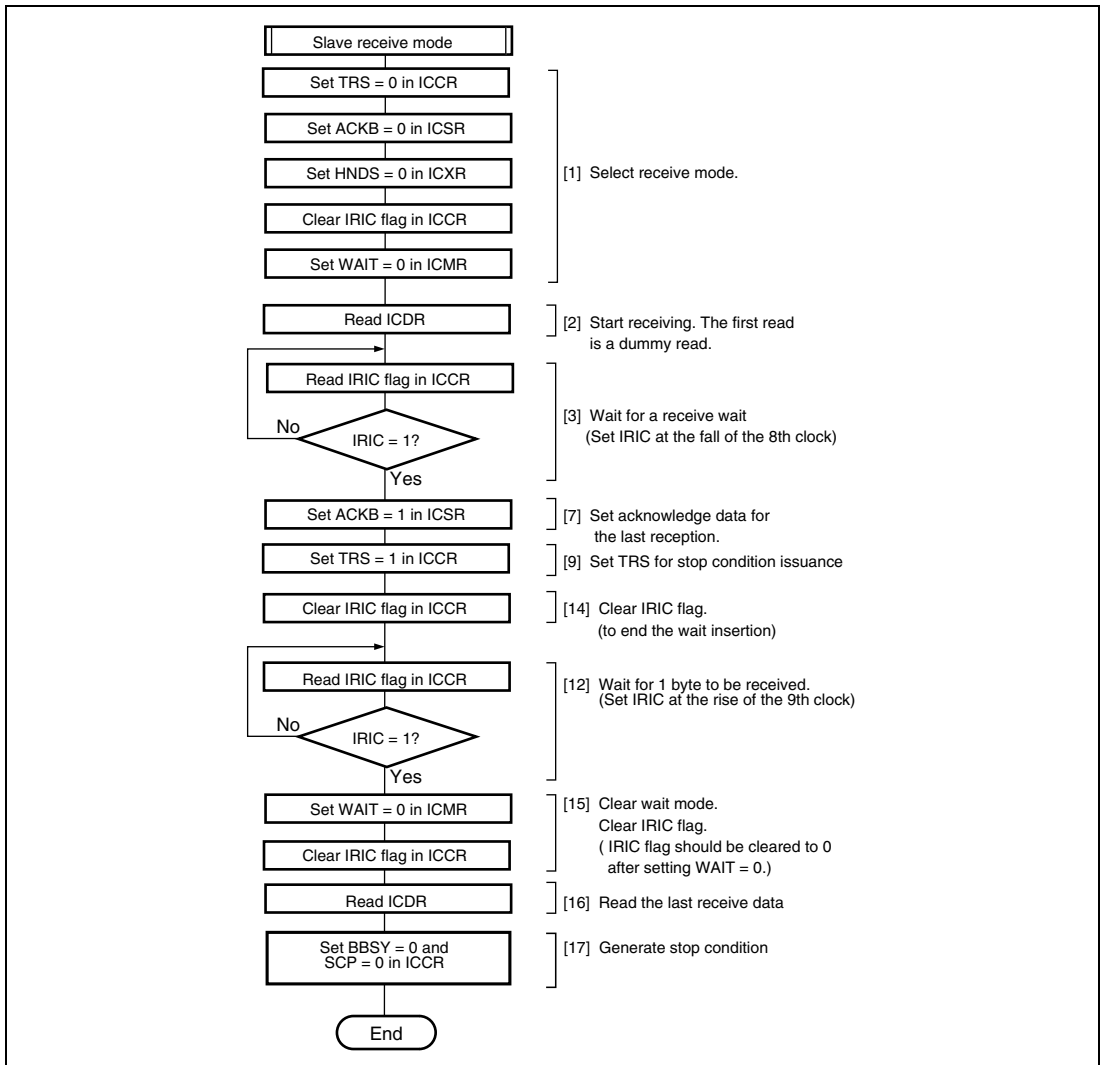 Slave receive mode
Set TRS = 0 in ICCR
Set ACKB = 0 in ICSR
Set HNDS = 0 in ICXR
[1] Select receive mode.
Clear IRIC flag in ICCR
Set WAIT = 0 in ICMR
Read ICDR
[2] Start receiving. The first read
is a dummy read.
Read IRIC flag in ICCR
[3] Wait for a receive wait
(Set IRIC at the fall of the 8th clock)
No
IRIC = 1?
Yes
Set ACKB = 1 in ICSR
[7] Set acknowledge data for
the last reception.
Set TRS = 1 in ICCR
[9] Set TRS for stop condition issuance
Clear IRIC flag in ICCR
[14] Clear IRIC flag.
(to end the wait insertion)
Read IRIC flag in ICCR
[12] Wait for 1 byte to be received.
(Set IRIC at the rise of the 9th clock)
No
IRIC = 1?
Yes
Set WAIT = 0 in ICMR
[15] Clear wait mode.
Clear IRIC flag.
( IRIC flag should be cleared to 0
after setting WAIT = 0.)
Clear IRIC flag in ICCR
Read ICDR
[16] Read the last receive data
Set BBSY = 0 and
SCP = 0 in ICCR
[17] Generate stop condition
End